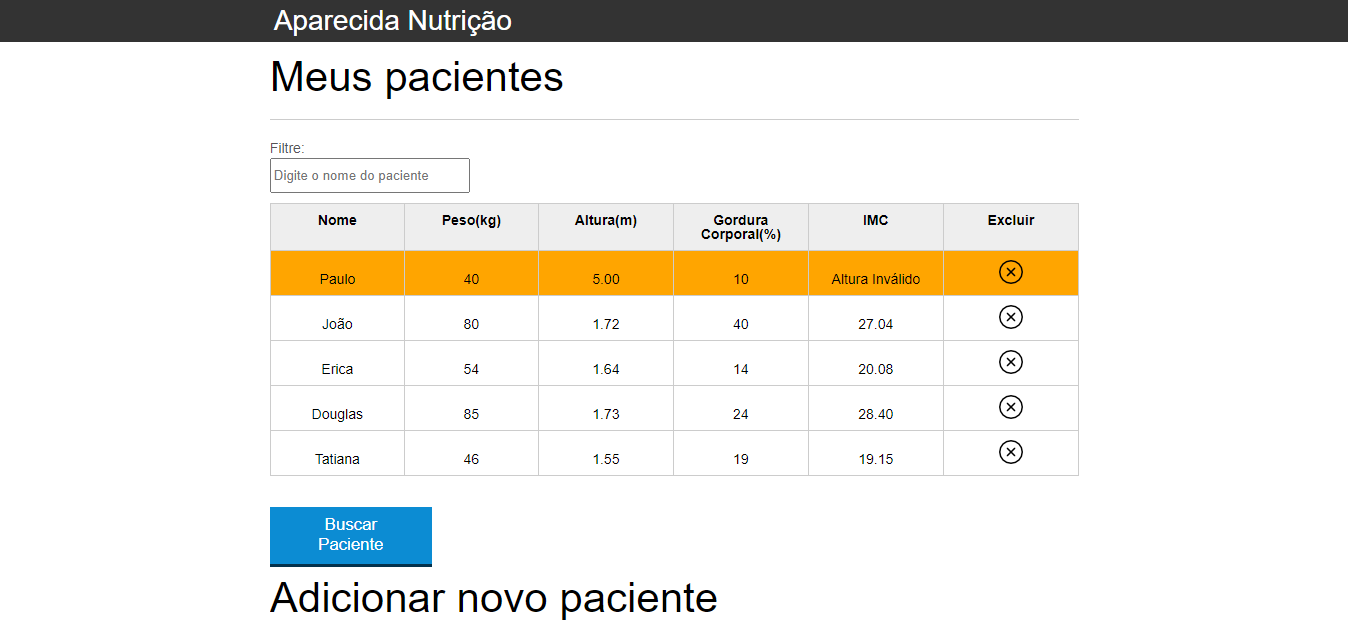 Aparecida Nutrição
Meus pacientes
Filtre:
Digite o nome do paciente
Nome Peso(kg) Altura(m) Gordura Corporal(%) IMC Excluir
Paulo 40 5.00 10 Altura Inválido
João 80 1.72 40 27.04
Erica 54 1.64 14 20.08
Douglas 85 1.73 24 28.40
Tatiana 46 1.55 19 19.15
Buscar
Paciente
Adicionar novo paciente